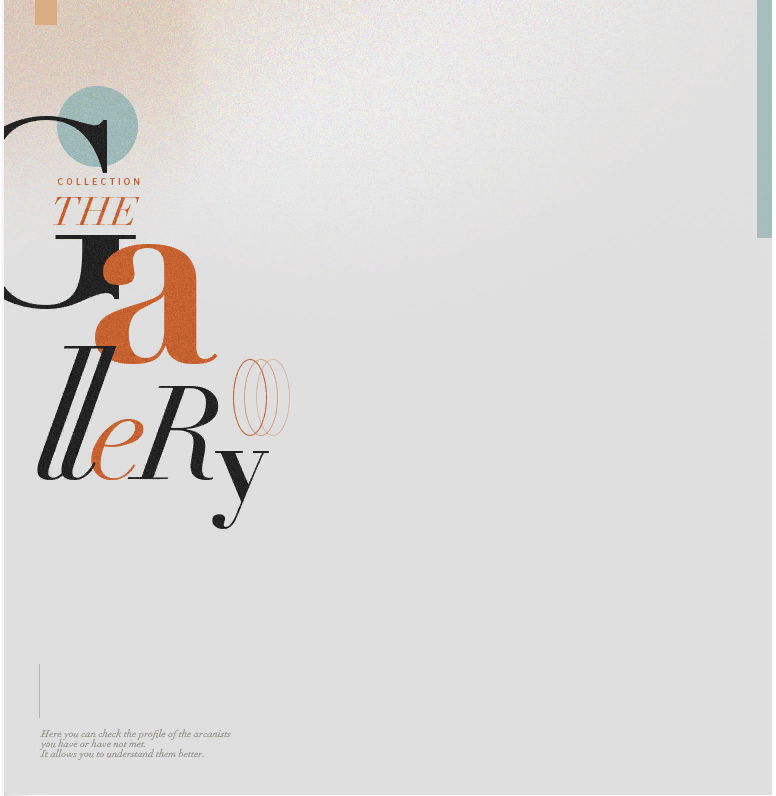 COLLECTION
THE
Ga
lleRy
Here you can check the profile of the arcanists
you have or have not met.
It allows you to understand them better.